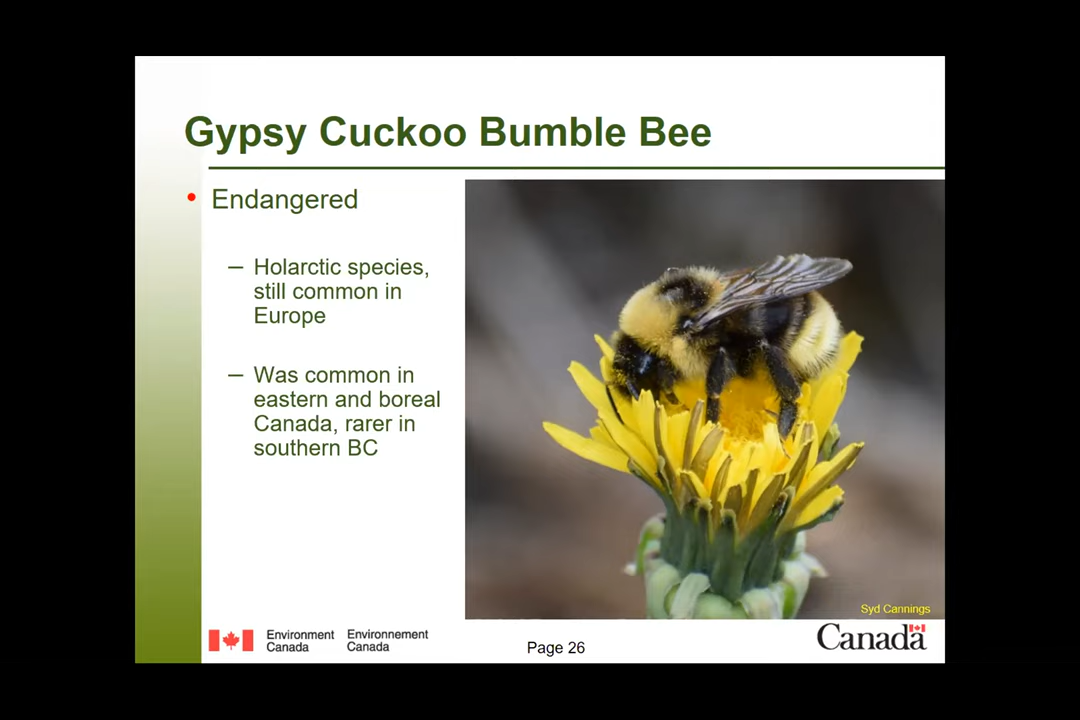 Gypsy Cuckoo Bumble Bee
• Endangered
– Holarctic species,
still common in
Europe
– Was common in
eastern and boreal
Canada, rarer in
southern BC
Syd Cannings
Environment Canada
Environnement Canada
Page 26
Canada